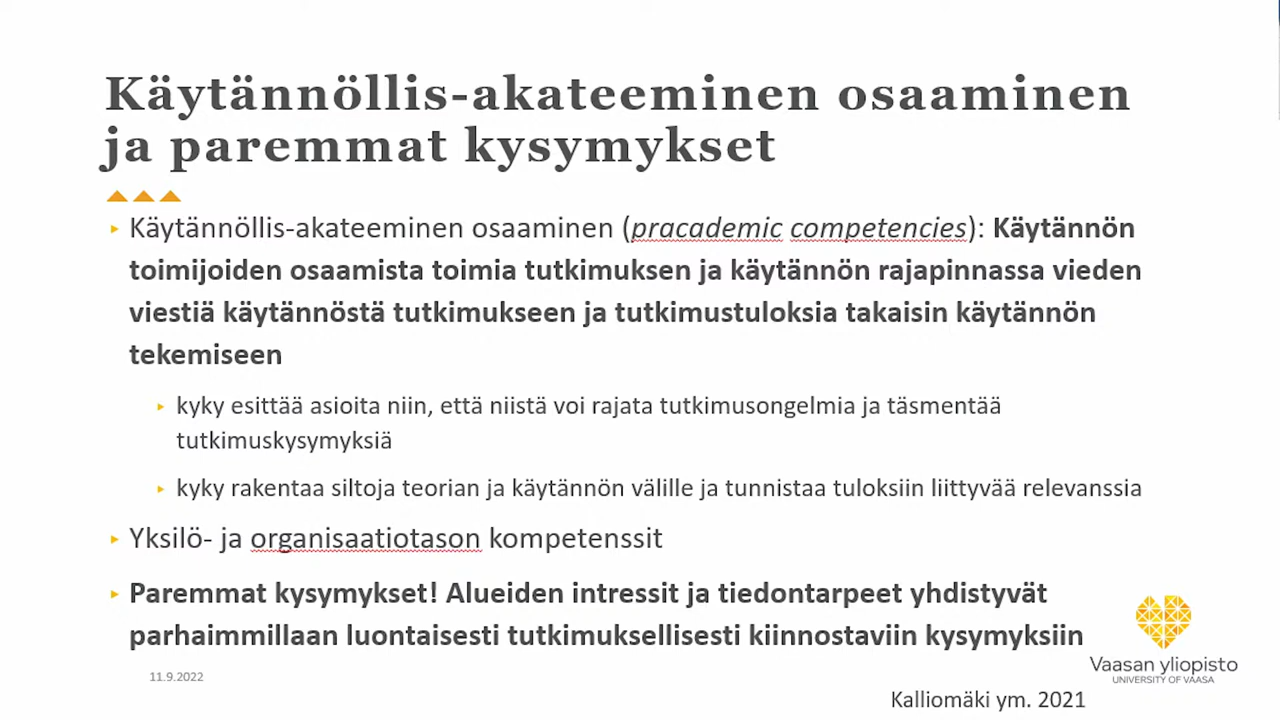 Käytännöllis-akateeminen osaaminen
ja paremmat kysymykset
Käytännöllis-akateeminen osaaminen (pracademic competencies): Käytännön
toimijoiden osaamista toimia tutkimuksen ja käytännön rajapinnassa vieden
viestiä käytännöstä tutkimukseen ja tutkimustuloksia takaisin käytännön
tekemiseen
kyky esittää asioita niin, että niistä voi rajata tutkimusongelmia ja täsmentää
tutkimuskysymyksiä
kyky rakentaa siltoja teorian ja käytännön välille ja tunnistaa tuloksiin liittyvää relevanssia
Yksilö- ja organisaatiotason kompetenssit
Paremmat kysymykset! Alueiden intressit ja tiedontarpeet yhdistyvät
parhaimmillaan luontaisesti tutkimuksellisesti kiinnostaviin kysymyksiin
Vaasan yliopisto
UNIVERSITY OF VAASA
11.9.2022
Kalliomäki ym. 2021